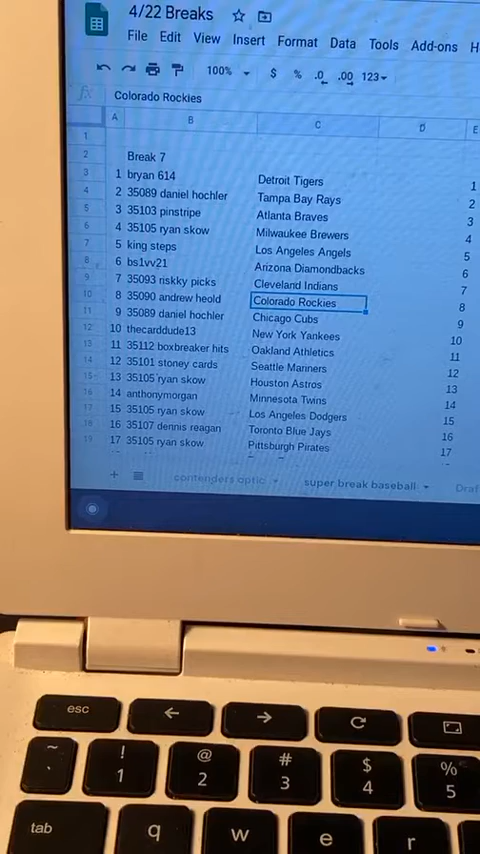 4/22 Breaks
File Edit View Insert Format Data Tools Add-ons H
100% $ % .0 .00 123
fx Colorado Rockies
A B C D E
1
2 Break 7
3 1 bryan 614 Detroit Tigers 1
4 2 35089 daniel hochler Tampa Bay Rays 2
5 3 35103 pinstripe Atlanta Braves 3
6 4 35105 ryan skow Milwaukee Brewers 4
7 5 king steps Los Angeles Angels 5
8 6 bs1vv21 Arizona Diamondbacks 6
9 7 35093 riskky picks Cleveland Indians 7
10 8 35090 andrew heold Colorado Rockies 8
11 9 35089 daniel hochler Chicago Cubs 9
12 10 thecarddude13 New York Yankees 10
13 11 35112 boxbreaker hits Oakland Athletics 11
14 12 35101 stoney cards Seattle Mariners 12
15 13 35105 ryan skow Houston Astros 13
16 14 anthonymorgan Minnesota Twins 14
17 15 35105 ryan skow Los Angeles Dodgers 15
18 16 35107 dennis reagan Toronto Blue Jays 16
19 17 35105 ryan skow Pittsburgh Pirates 17
contenders optic super break baseball Draf
esc
~ ! @ # $ %
` 1 2 3 4 5
tab q w e r